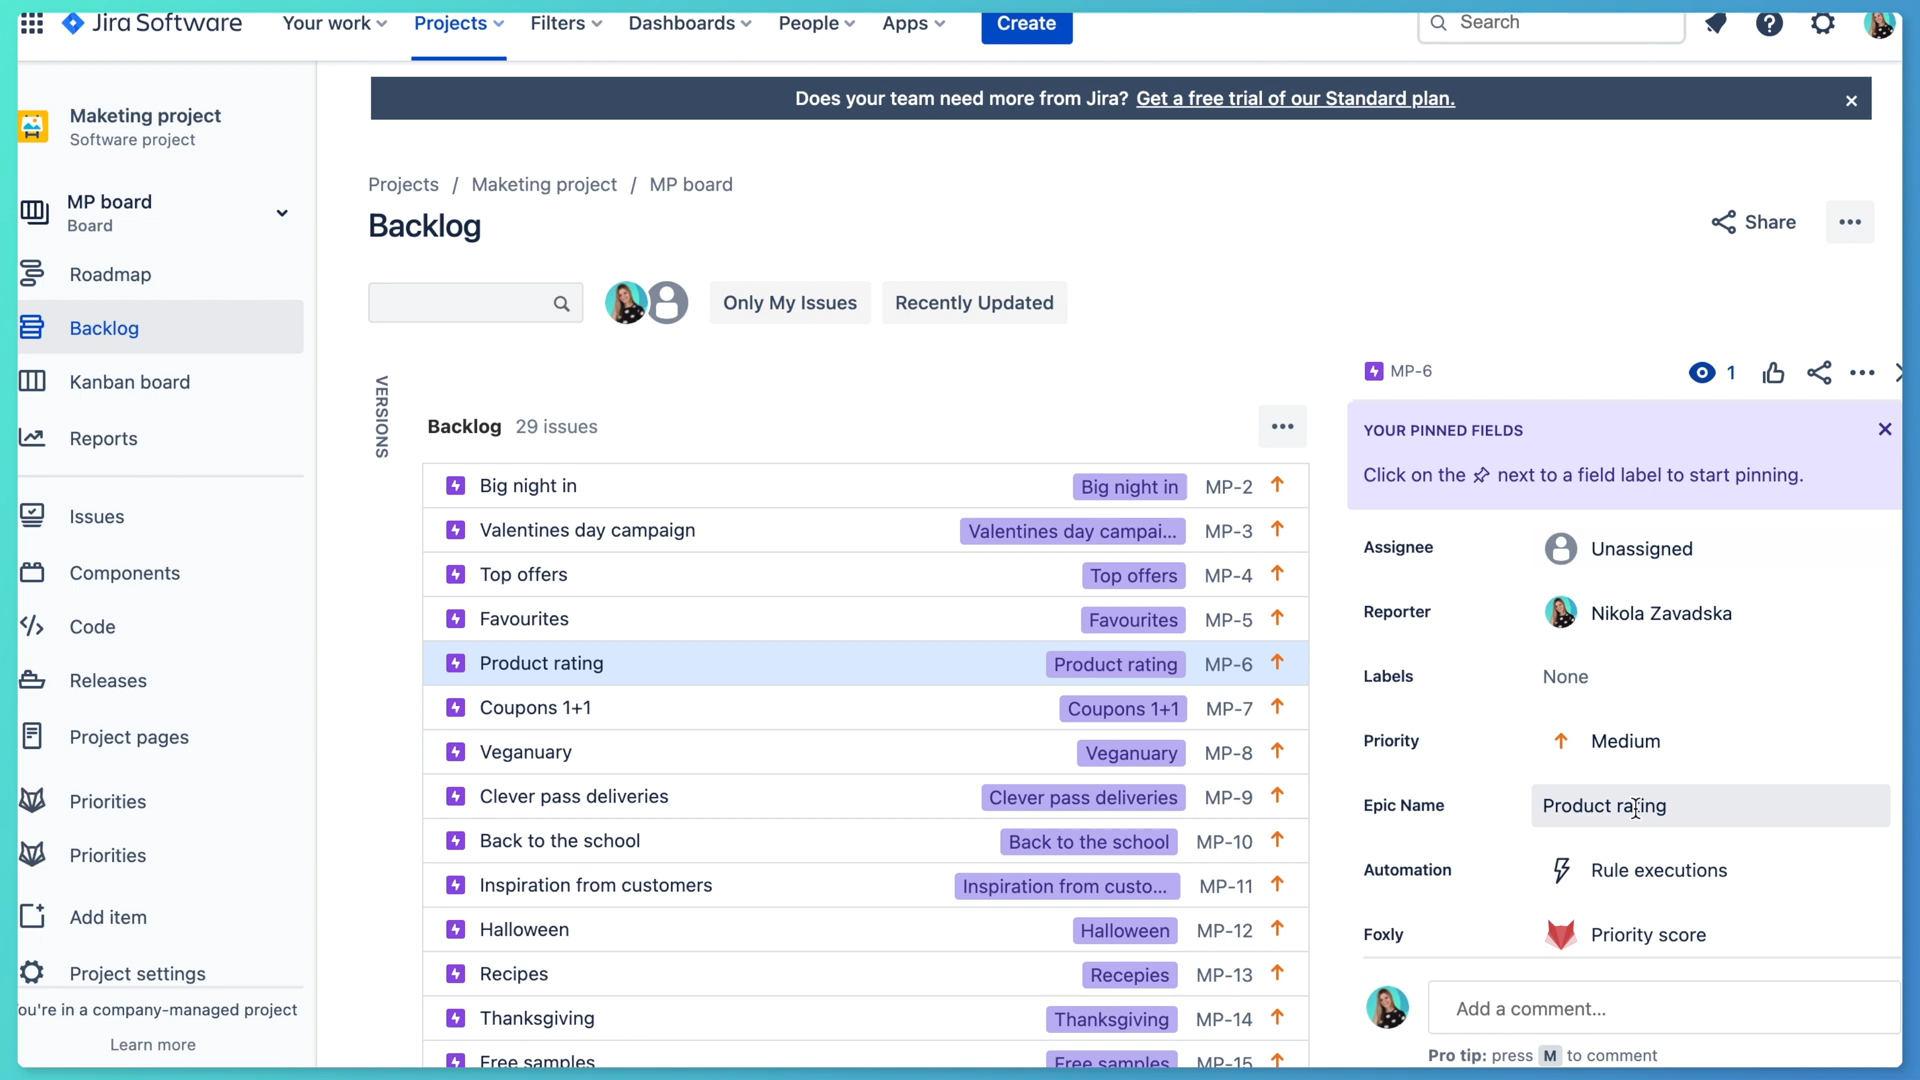 Jira Software
Your work
Projects
Filters
Dashboards
People
Apps
Create
Search
Maketing project
Software project
MP board
Board
Roadmap
Backlog
Kanban board
Reports
Issues
Components
Code
Releases
Project pages
Priorities
Priorities
Add item
Project settings
ou're in a company-managed project
Learn more
Does your team need more from Jira? Get a free trial of our Standard plan.
Projects / Maketing project / MP board
Backlog
Share
Only My Issues
Recently Updated
VERSIONS
Backlog 29 issues
Big night in Big night in MP-2
Valentines day campaign Valentines day campai... MP-3
Top offers Top offers MP-4
Favourites Favourites MP-5
Product rating Product rating MP-6
Coupons 1+1 Coupons 1+1 MP-7
Veganuary Veganuary MP-8
Clever pass deliveries Clever pass deliveries MP-9
Back to the school Back to the school MP-10
Inspiration from customers Inspiration from custo... MP-11
Halloween Halloween MP-12
Recipes Recepies MP-13
Thanksgiving Thanksgiving MP-14
Free samples Free samples MP-15
MP-6
1
YOUR PINNED FIELDS
Click on the next to a field label to start pinning.
Assignee Unassigned
Reporter Nikola Zavadska
Labels None
Priority Medium
Epic Name Product rating
Automation Rule executions
Foxly Priority score
Add a comment...
Pro tip: press M to comment